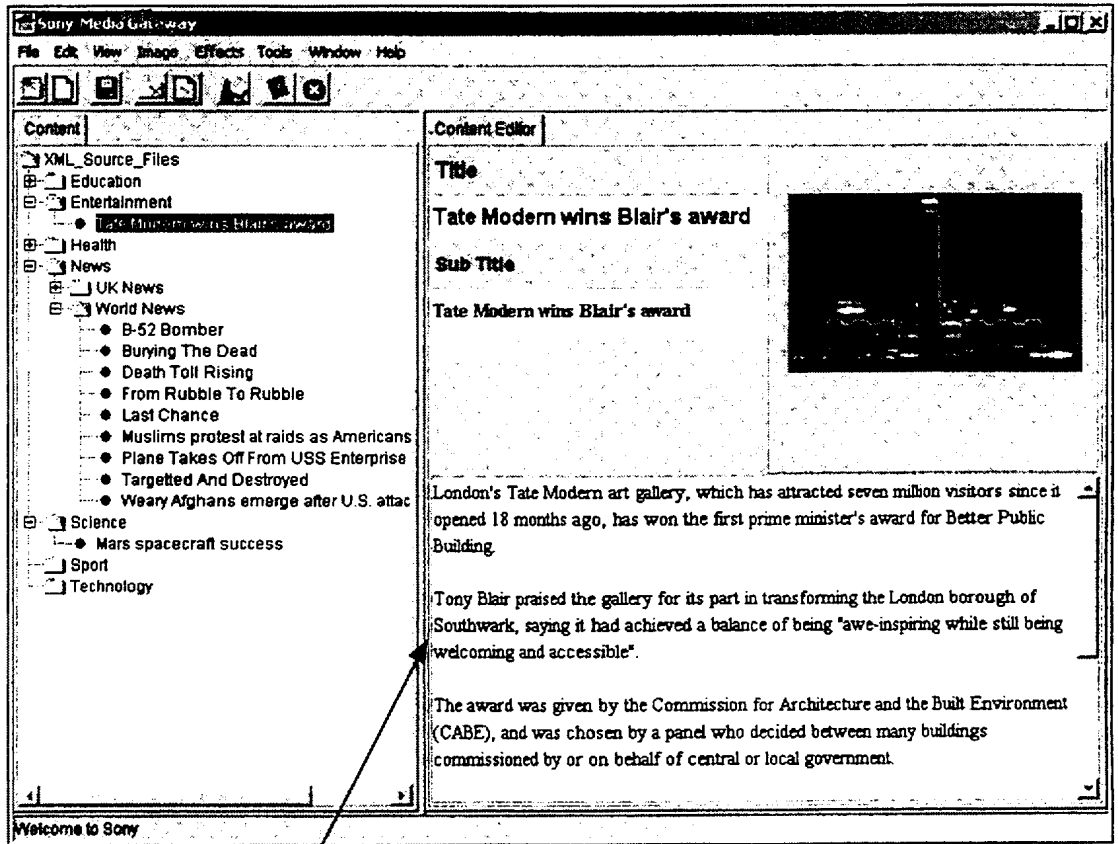 Sony Media Gateway
File Edit View Image Effects Tools Window Help
Content
XML_Source_Files
Education
Entertainment
Tate Modern wins Blair's award
Health
News
UK News
World News
B-52 Bomber
Burying The Dead
Death Toll Rising
From Rubble To Rubble
Last Chance
Muslims protest at raids as Americans
Plane Takes Off From USS Enterprise
Targetted And Destroyed
Weary Afghans emerge after U.S. attac
Science
Mars spacecraft success
Sport
Technology
Content Editor
Title
Tate Modern wins Blair's award
Sub Title
Tate Modern wins Blair's award
London's Tate Modern art gallery, which has attracted seven million visitors since it
opened 18 months ago, has won the first prime minister's award for Better Public
Building.
Tony Blair praised the gallery for its part in transforming the London borough of
Southwark, saying it had achieved a balance of being "awe-inspiring while still being
welcoming and accessible".
The award was given by the Commission for Architecture and the Built Environment
(CABE), and was chosen by a panel who decided between many buildings
commissioned by or on behalf of central or local government.
Welcome to Sony